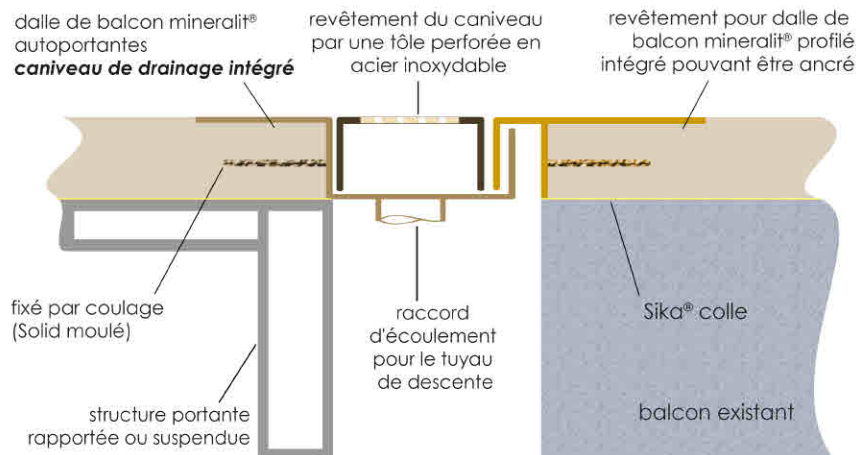 dalle de balcon mineralit®
autoportantes
caniveau de drainage intégré
revêtement du caniveau
par une tôle perforée en
acier inoxydable
revêtement pour dalle de
balcon mineralit® profilé
intégré pouvant être ancré
fixé par coulage
(Solid moulé)
raccord
d'écoulement
pour le tuyau
de descente
Sika® colle
structure portante
rapportée ou suspendue
balcon existant